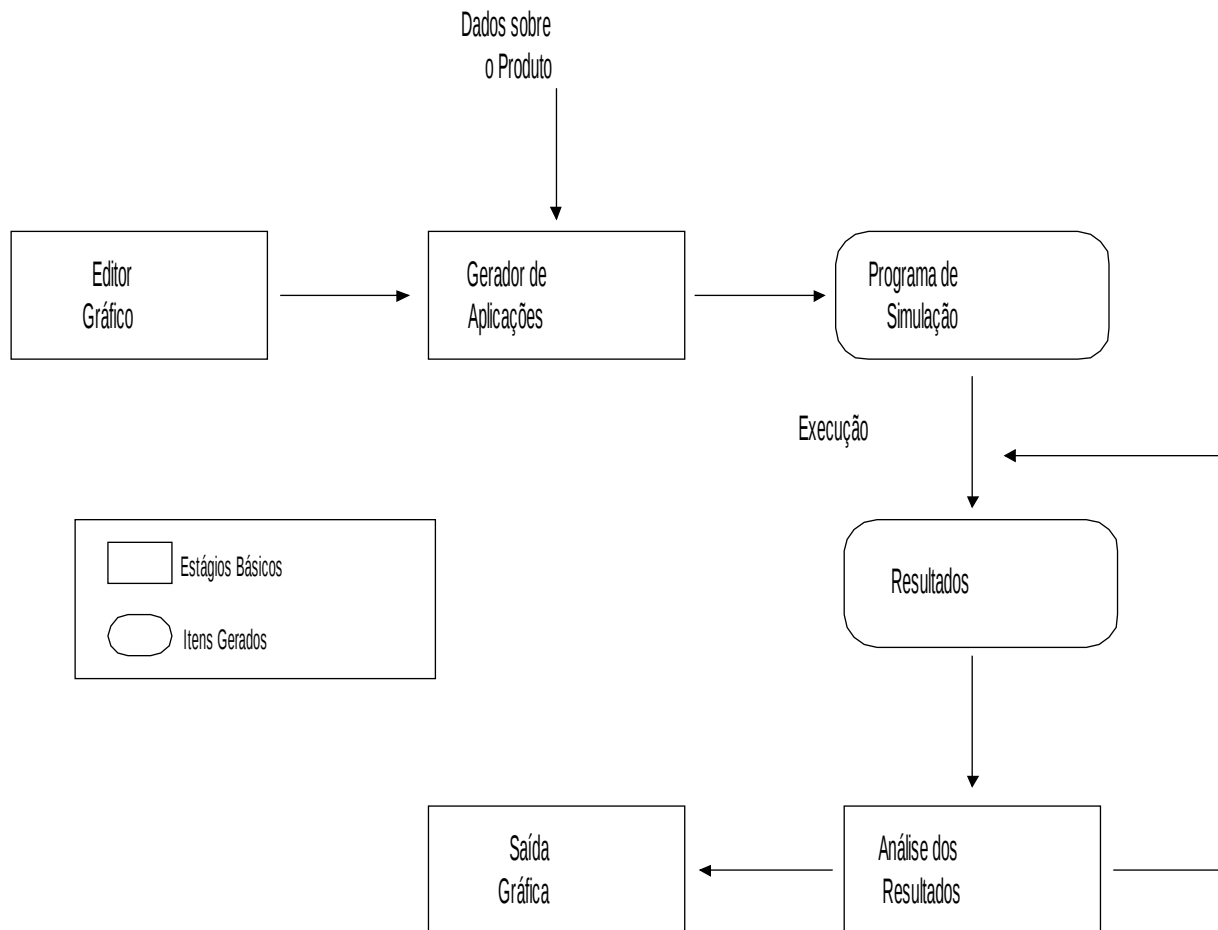 Dados sobre
o Produto
Editor
Gráfico
Gerador de
Aplicações
Programa de
Simulação
Execução
Estágios Básicos
Itens Gerados
Resultados
Saída
Gráfica
Análise dos
Resultados